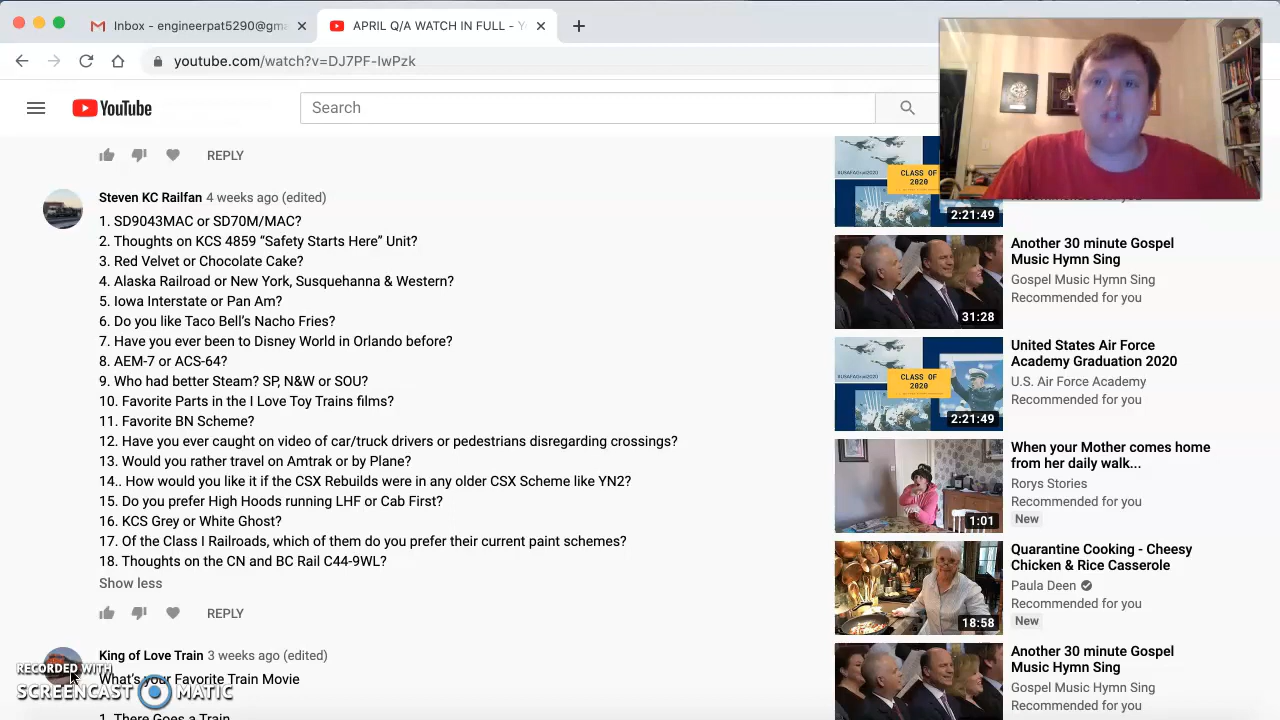 Inbox - engineerpat5290@gm
APRIL Q/A WATCH IN FULL - Y
youtube.com/watch?v=DJ7PF-IwPzk
YouTube
Search
REPLY
Steven KC Railfan 4 weeks ago (edited)
1. SD9043MAC or SD70M/MAC?
2. Thoughts on KCS 4859 “Safety Starts Here” Unit?
3. Red Velvet or Chocolate Cake?
4. Alaska Railroad or New York, Susquehanna & Western?
5. Iowa Interstate or Pan Am?
6. Do you like Taco Bell’s Nacho Fries?
7. Have you ever been to Disney World in Orlando before?
8. AEM-7 or ACS-64?
9. Who had better Steam? SP, N&W or SOU?
10. Favorite Parts in the I Love Toy Trains films?
11. Favorite BN Scheme?
12. Have you ever caught on video of car/truck drivers or pedestrians disregarding crossings?
13. Would you rather travel on Amtrak or by Plane?
14.. How would you like it if the CSX Rebuilds were in any older CSX Scheme like YN2?
15. Do you prefer High Hoods running LHF or Cab First?
16. KCS Grey or White Ghost?
17. Of the Class I Railroads, which of them do you prefer their current paint schemes?
18. Thoughts on the CN and BC Rail C44-9WL?
Show less
REPLY
King of Love Train 3 weeks ago (edited)
What's your Favorite Train Movie
1. There Goes a Train
RECORDED WITH
SCREENCAST MATIC
CLASS OF
2020
2:21:49
31:28
Another 30 minute Gospel
Music Hymn Sing
Gospel Music Hymn Sing
Recommended for you
#USAFAGrad2020
CLASS OF
2020
2:21:49
United States Air Force
Academy Graduation 2020
U.S. Air Force Academy
Recommended for you
1:01
When your Mother comes home
from her daily walk...
Rorys Stories
Recommended for you
New
18:58
Quarantine Cooking - Cheesy
Chicken & Rice Casserole
Paula Deen
Recommended for you
New
Another 30 minute Gospel
Music Hymn Sing
Gospel Music Hymn Sing
Recommended for you